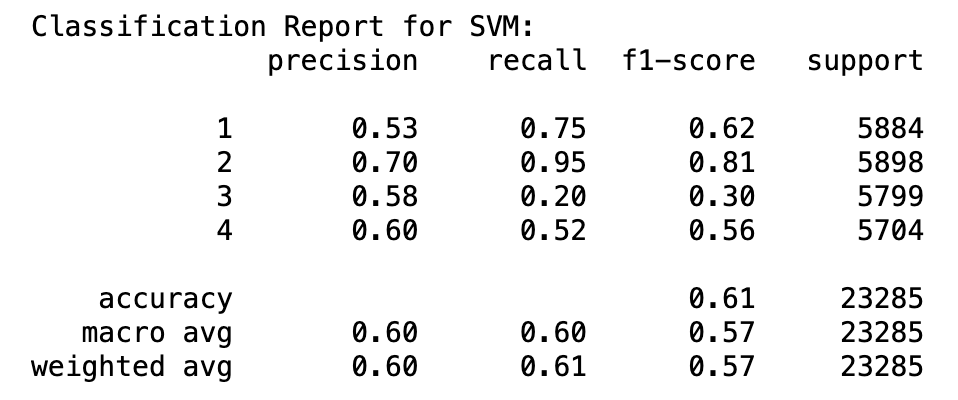 Classification Report for SVM:
precision recall f1-score support
1 0.53 0.75 0.62 5884
2 0.70 0.95 0.81 5898
3 0.58 0.20 0.30 5799
4 0.60 0.52 0.56 5704
accuracy 0.61 23285
macro avg 0.60 0.60 0.57 23285
weighted avg 0.60 0.61 0.57 23285